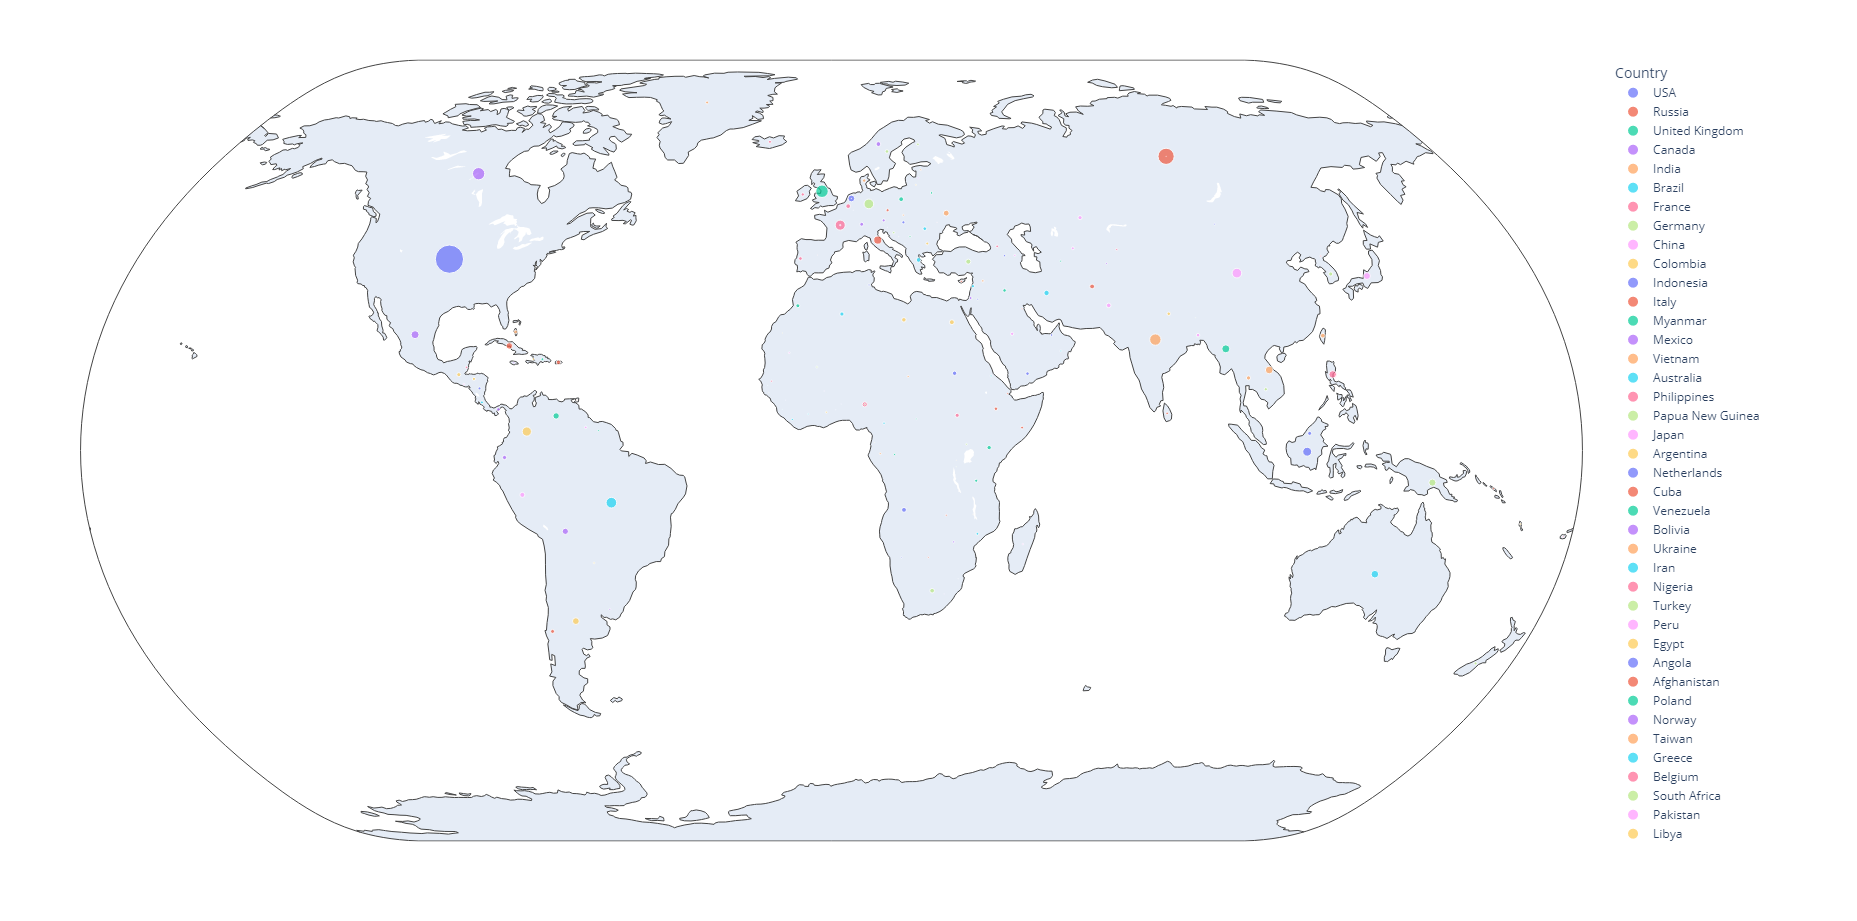 Country
USA
Russia
United Kingdom
Canada
India
Brazil
France
Germany
China
Colombia
Indonesia
Italy
Myanmar
Mexico
Vietnam
Australia
Philippines
Papua New Guinea
Japan
Argentina
Netherlands
Cuba
Venezuela
Bolivia
Ukraine
Iran
Nigeria
Turkey
Peru
Egypt
Angola
Afghanistan
Poland
Norway
Taiwan
Greece
Belgium
South Africa
Pakistan
Libya